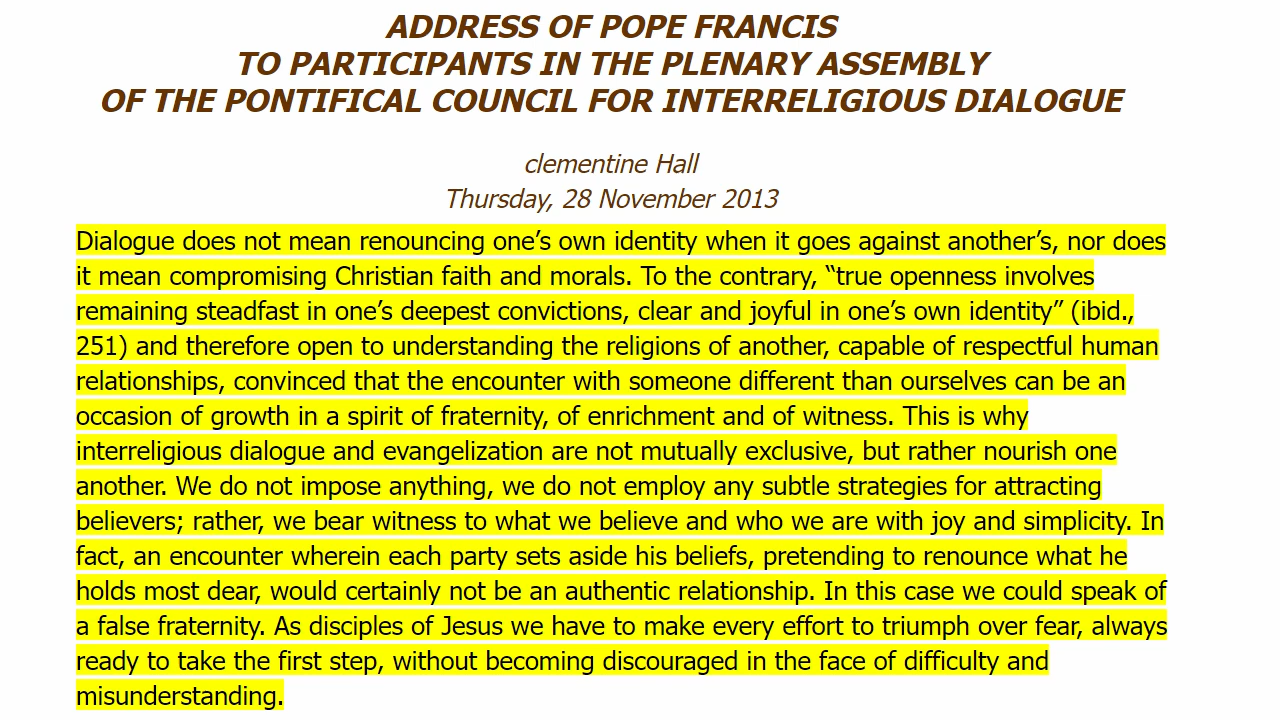 ADDRESS OF POPE FRANCIS
TO PARTICIPANTS IN THE PLENARY ASSEMBLY
OF THE PONTIFICAL COUNCIL FOR INTERRELIGIOUS DIALOGUE
clementine Hall
Thursday, 28 November 2013
Dialogue does not mean renouncing one’s own identity when it goes against another’s, nor does
it mean compromising Christian faith and morals. To the contrary, “true openness involves
remaining steadfast in one’s deepest convictions, clear and joyful in one’s own identity” (ibid.,
251) and therefore open to understanding the religions of another, capable of respectful human
relationships, convinced that the encounter with someone different than ourselves can be an
occasion of growth in a spirit of fraternity, of enrichment and of witness. This is why
interreligious dialogue and evangelization are not mutually exclusive, but rather nourish one
another. We do not impose anything, we do not employ any subtle strategies for attracting
believers; rather, we bear witness to what we believe and who we are with joy and simplicity. In
fact, an encounter wherein each party sets aside his beliefs, pretending to renounce what he
holds most dear, would certainly not be an authentic relationship. In this case we could speak of
a false fraternity. As disciples of Jesus we have to make every effort to triumph over fear, always
ready to take the first step, without becoming discouraged in the face of difficulty and
misunderstanding.